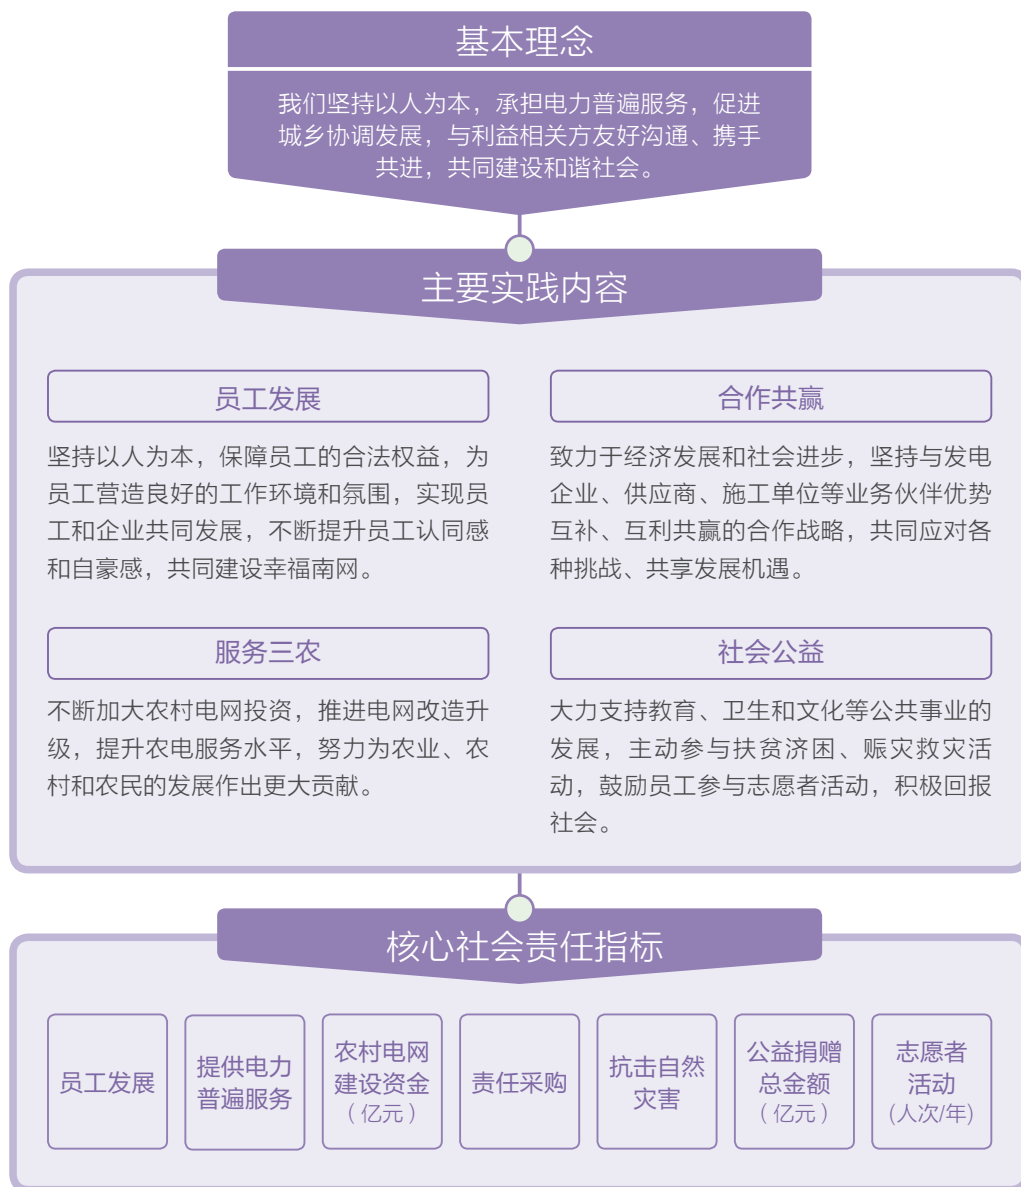 基本理念
我们坚持以人为本，承担电力普遍服务，促进
城乡协调发展，与利益相关方友好沟通、携手
共进，共同建设和谐社会。
主要实践内容
员工发展
坚持以人为本，保障员工的合法权益，为
员工营造良好的工作环境和氛围，实现员
工和企业共同发展，不断提升员工认同感
和自豪感，共同建设幸福南网。
合作共赢
致力于经济发展和社会进步，坚持与发电
企业、供应商、施工单位等业务伙伴优势
互补、互利共赢的合作战略，共同应对各
种挑战、共享发展机遇。
服务三农
不断加大农村电网投资，推进电网改造升
级，提升农电服务水平，努力为农业、农
村和农民的发展作出更大贡献。
社会公益
大力支持教育、卫生和文化等公共事业的
发展，主动参与扶贫济困、赈灾救灾活
动，鼓励员工参与志愿者活动，积极回报
社会。
核心社会责任指标
员工发展
提供电力
普遍服务
农村电网
建设资金
（亿元）
责任采购
抗击自然
灾害
公益捐赠
总金额
（亿元）
志愿者
活动
(人次/年)